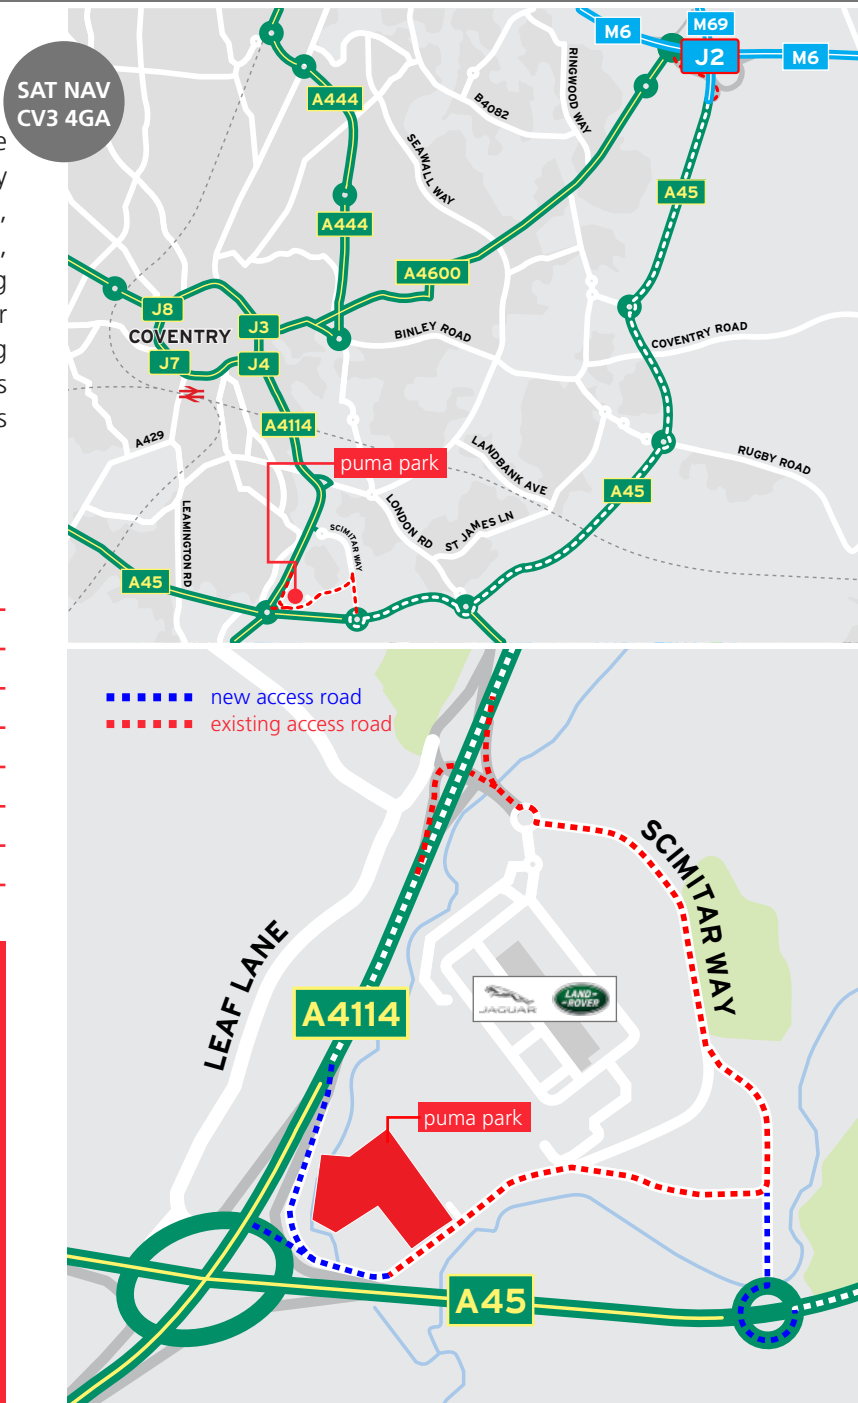 SAT NAV
CV3 4GA
e
y
,
,
g
r
g
s
s
M6
M69
J2
M6
A444
B4082
RINGWOOD WAY
SEAWALL WAY
A45
A444
A4600
J8
COVENTRY
J3
BINLEY ROAD
COVENTRY ROAD
J7
J4
A4114
A429
puma park
LANDBANK AVE
RUGBY ROAD
A45
LEAMINGTON RD
LONDON RD
ST JAMES LN
SCIMITAR WAY
A45
new access road
existing access road
SCIMITAR WAY
LEAF LANE
A4114
JAGUAR
LAND-
-ROVER
puma park
A45